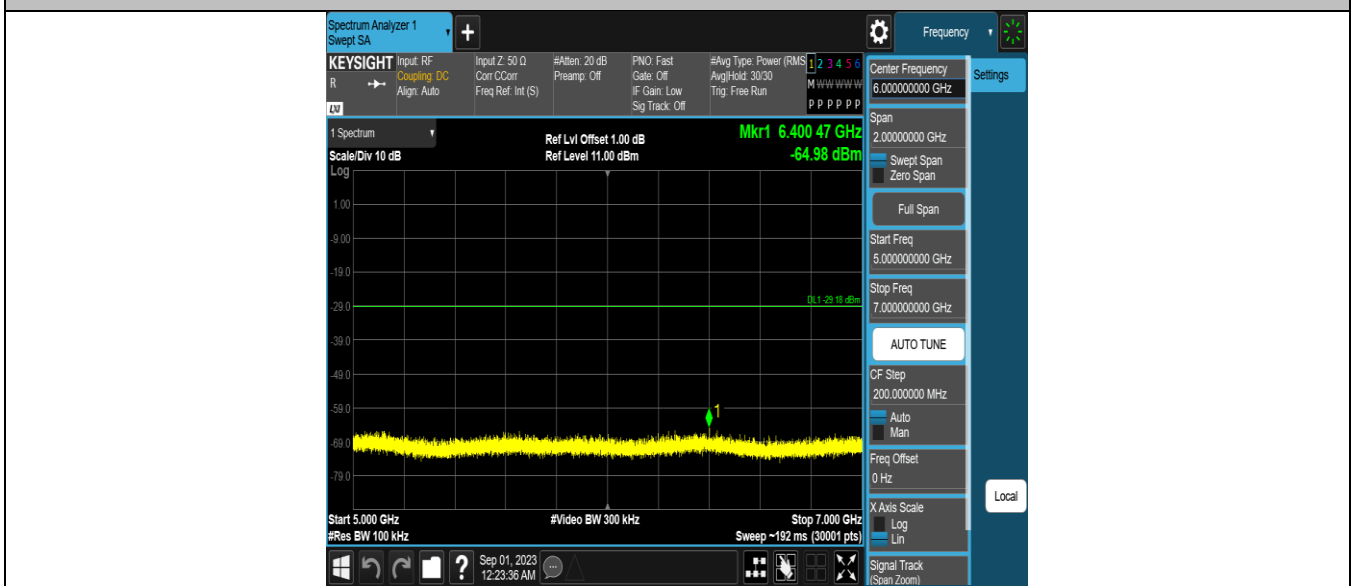 Spectrum Analyzer 1
Swept SA
+
Frequency
KEYSIGHT
R
LXI
Input: RF
Coupling: DC
Align: Auto
Input Z: 50 Ω
Corr CCorr
Freq Ref: Int (S)
#Atten: 20 dB
Preamp: Off
PNO: Fast
Gate: Off
IF Gain: Low
Sig Track: Off
#Avg Type: Power (RMS
Avg|Hold: 30/30
Trig: Free Run
1 2 3 4 5 6
M W W W W W
P P P P P P
1 Spectrum
Scale/Div 10 dB
Log
Ref Lvl Offset 1.00 dB
Ref Level 11.00 dBm
Mkr1 6.400 47 GHz
-64.98 dBm
1.00
-9.00
-19.0
-29.0
-39.0
-49.0
-59.0
-69.0
-79.0
DL1 -29.18 dBm
1
Start 5.000 GHz
#Res BW 100 kHz
#Video BW 300 kHz
Stop 7.000 GHz
Sweep ~192 ms (30001 pts)
?
Sep 01, 2023
12:23:36 AM
Center Frequency
6.000000000 GHz
Span
2.00000000 GHz
Swept Span
Zero Span
Full Span
Start Freq
5.000000000 GHz
Stop Freq
7.000000000 GHz
AUTO TUNE
CF Step
200.000000 MHz
Auto
Man
Freq Offset
0 Hz
X Axis Scale
Log
Lin
Signal Track
(Span Zoom)
Settings
Local